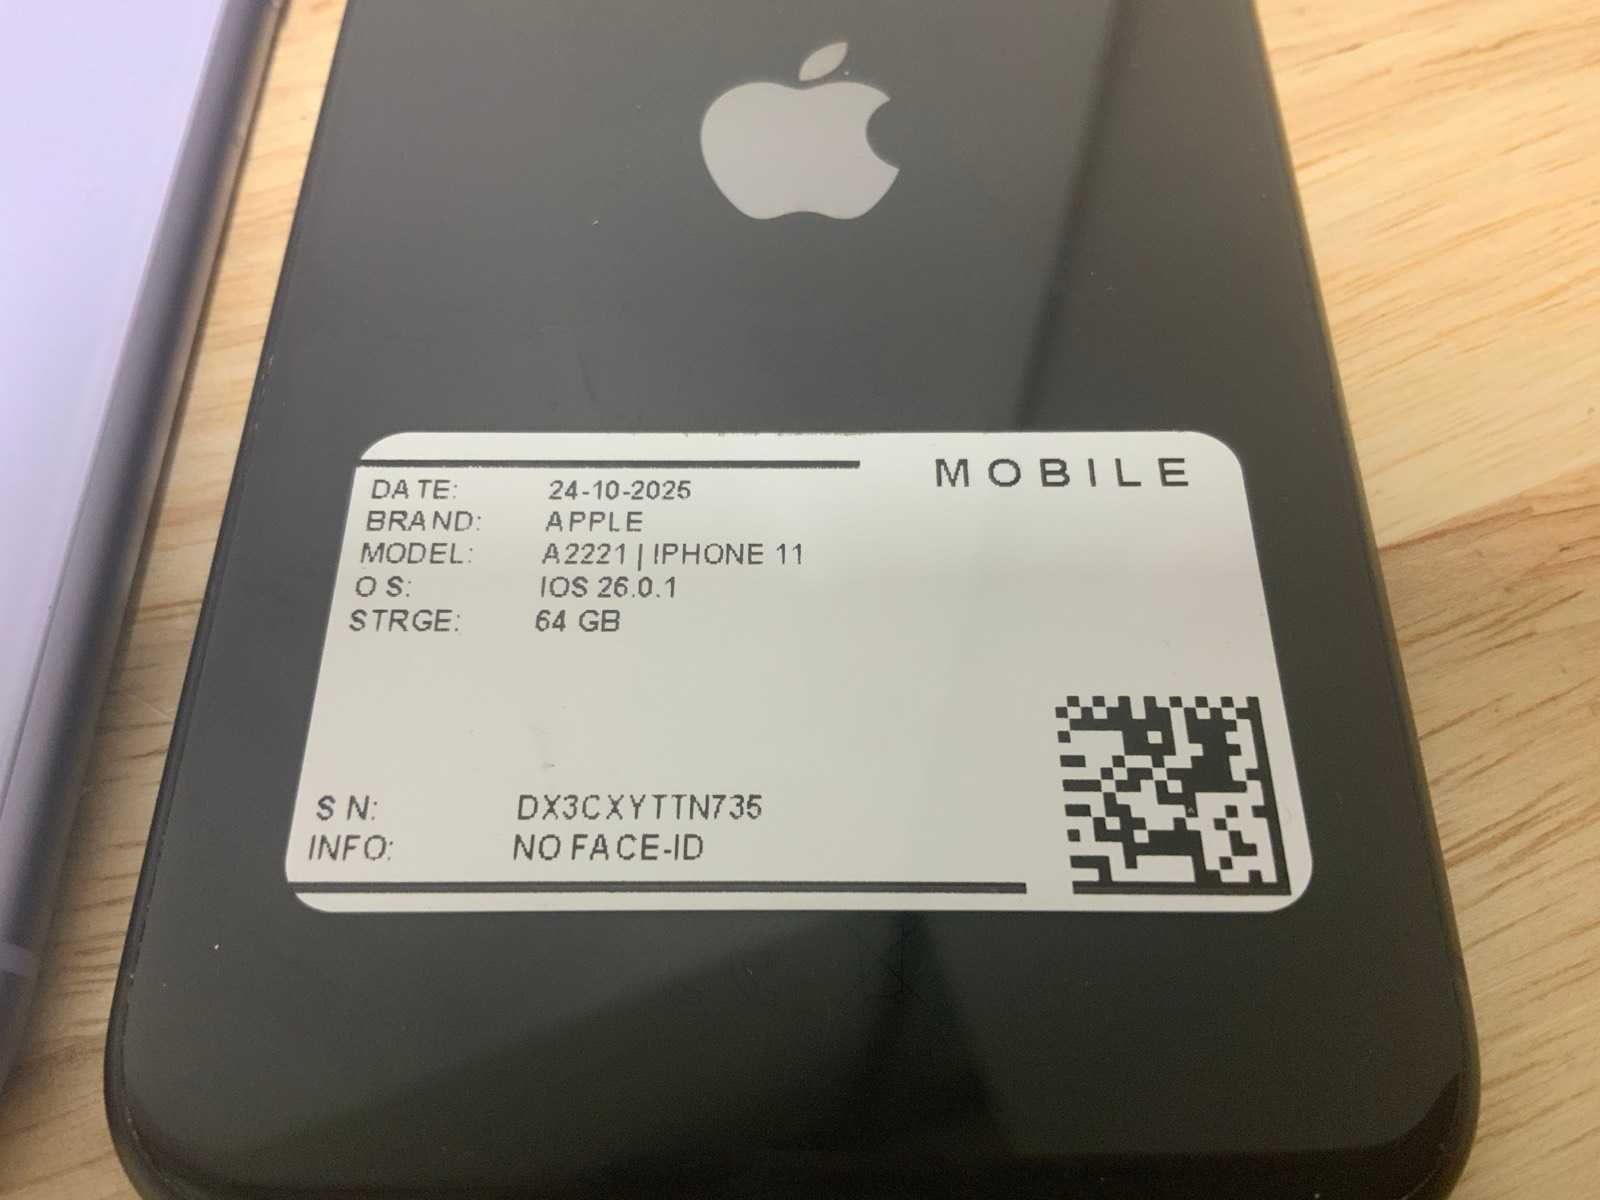 MOBILE
DATE: 24-10-2025
BRAND: APPLE
MODEL: A2221 | IPHONE 11
OS: IOS 26.0.1
STRGE: 64 GB
SN: DX3CXYTTN735
INFO: NO FACE-ID